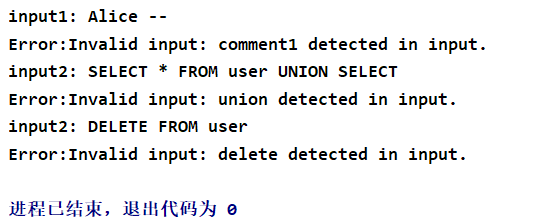 input1: Alice --
Error:Invalid input: comment1 detected in input.
input2: SELECT * FROM user UNION SELECT
Error:Invalid input: union detected in input.
input2: DELETE FROM user
Error:Invalid input: delete detected in input.
进程已结束，退出代码为 0